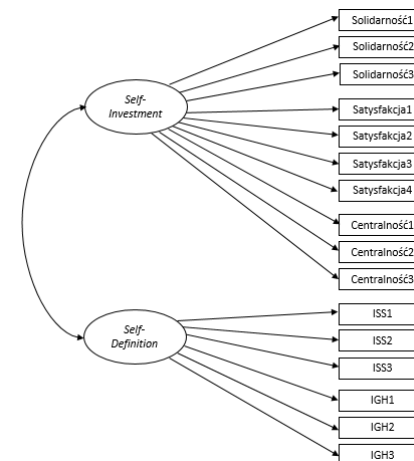 Solidarność1
Solidarność2
Solidarność3
Self-
Investment
Satysfakcja1
Satysfakcja2
Satysfakcja3
Satysfakcja4
Centralność1
Centralność2
Centralność3
Self-
Definition
ISS1
ISS2
ISS3
IGH1
IGH2
IGH3